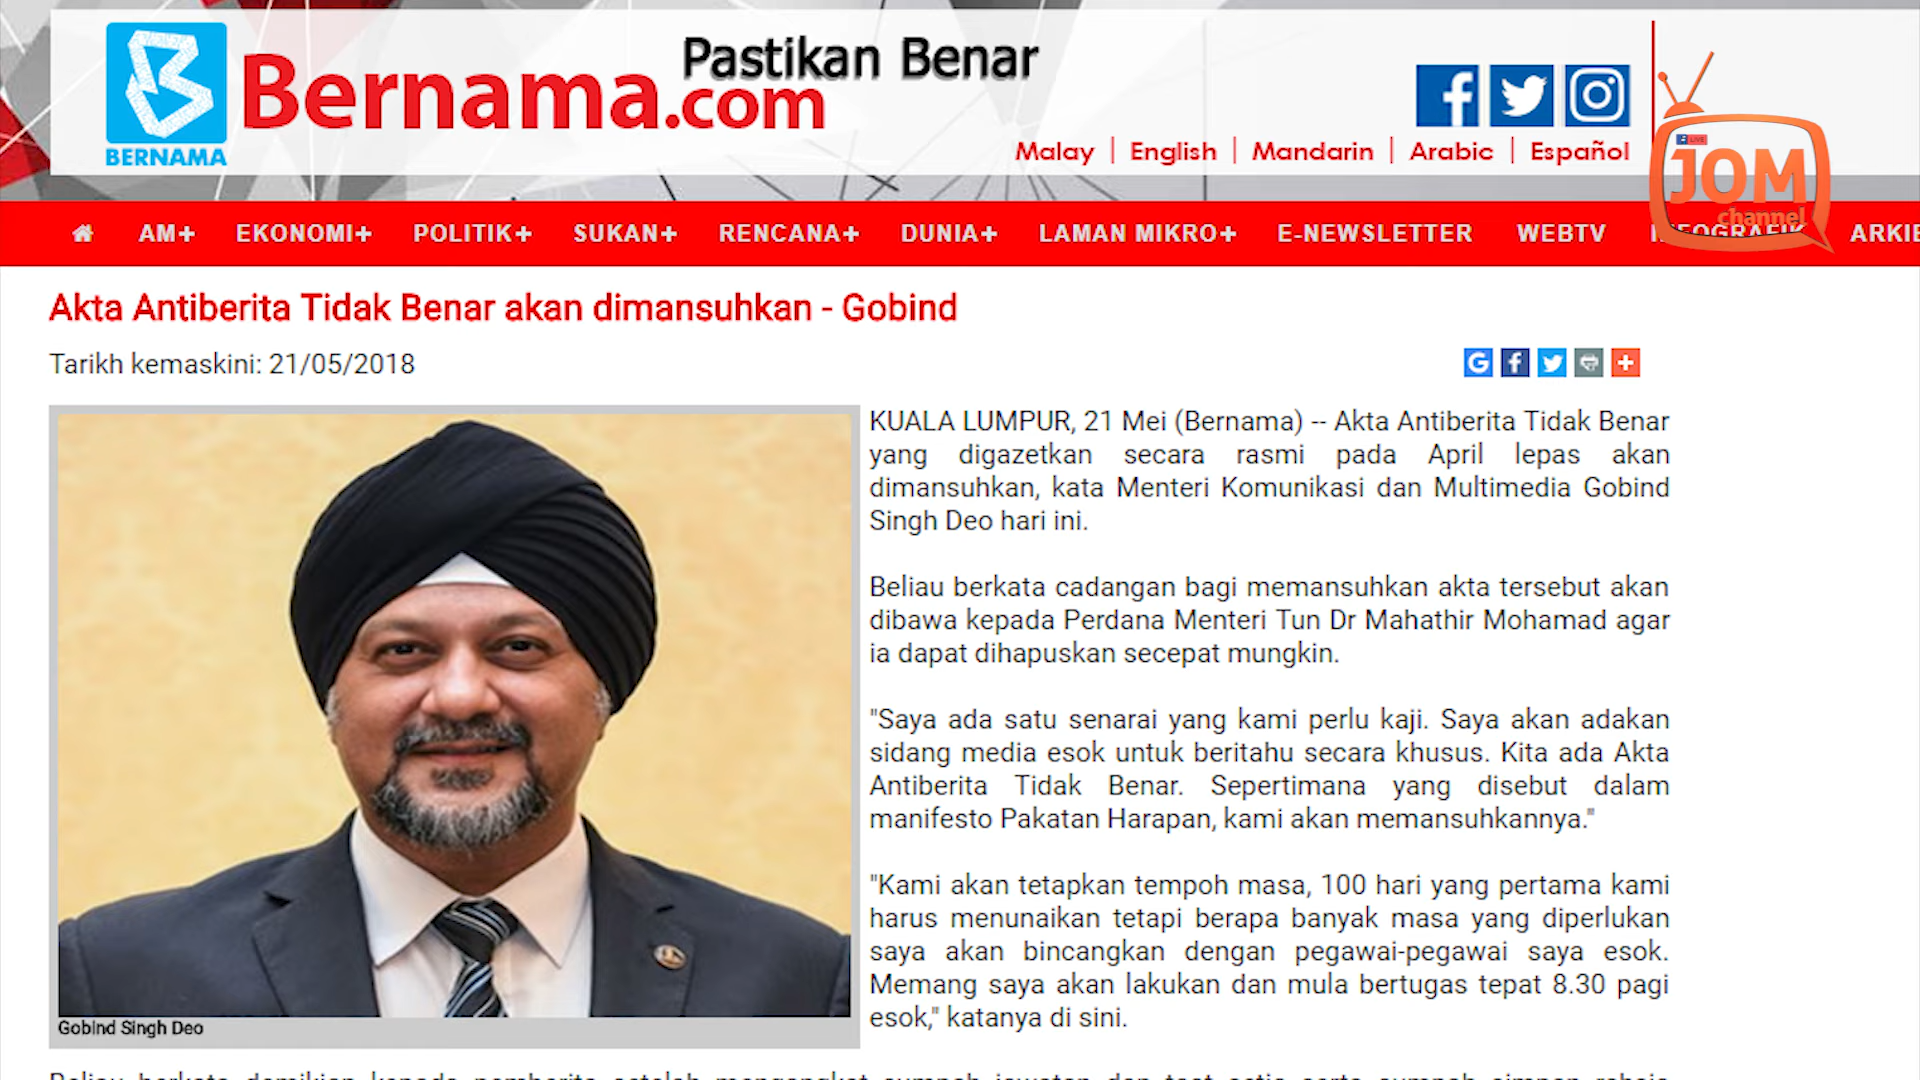 BERNAMA
Bernama.com
Pastikan Benar
Malay | English | Mandarin | Arabic | Español
LIVE
JOM
channel
AM+ EKONOMI+ POLITIK+ SUKAN+ RENCANA+ DUNIA+ LAMAN MIKRO+ E-NEWSLETTER WEBTV INFOGRAFIK
Akta Antiberita Tidak Benar akan dimansuhkan - Gobind
Tarikh kemaskini: 21/05/2018
KUALA LUMPUR, 21 Mei (Bernama) -- Akta Antiberita Tidak Benar
yang digazetkan secara rasmi pada April lepas akan
dimansuhkan, kata Menteri Komunikasi dan Multimedia Gobind
Singh Deo hari ini.
Beliau berkata cadangan bagi memansuhkan akta tersebut akan
dibawa kepada Perdana Menteri Tun Dr Mahathir Mohamad agar
ia dapat dihapuskan secepat mungkin.
"Saya ada satu senarai yang kami perlu kaji. Saya akan adakan
sidang media esok untuk beritahu secara khusus. Kita ada Akta
Antiberita Tidak Benar. Sepertimana yang disebut dalam
manifesto Pakatan Harapan, kami akan memansuhkannya."
"Kami akan tetapkan tempoh masa, 100 hari yang pertama kami
harus menunaikan tetapi berapa banyak masa yang diperlukan
saya akan bincangkan dengan pegawai-pegawai saya esok.
Memang saya akan lakukan dan mula bertugas tepat 8.30 pagi
esok," katanya di sini.
Gobind Singh Deo